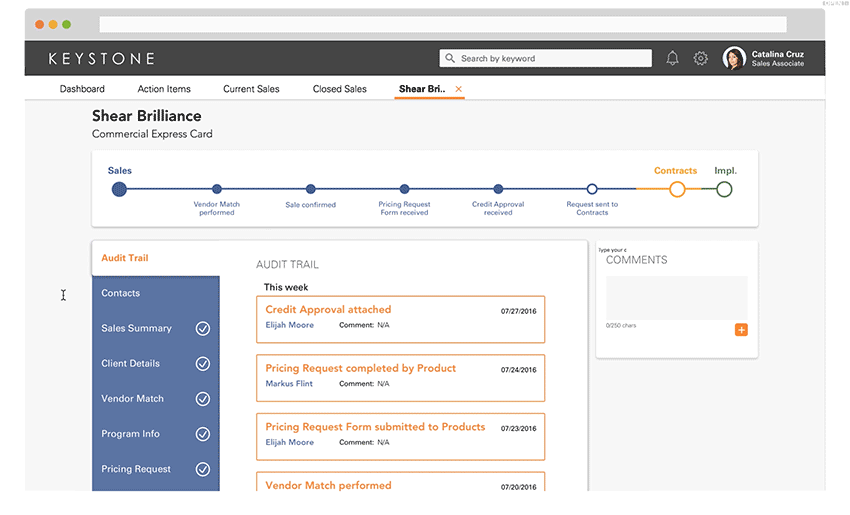 KEYSTONE
Search by keyword
Catalina Cruz
Sales Associate
Dashboard
Action Items
Current Sales
Closed Sales
Shear Bri..
Shear Brilliance
Commercial Express Card
Sales
Contracts
Impl.
Vendor Match
performed
Sale confirmed
Pricing Request
Form received
Credit Approval
received
Request sent to
Contracts
Audit Trail
Contacts
Sales Summary
Client Details
Vendor Match
Program Info
Pricing Request
AUDIT TRAIL
This week
Credit Approval attached
07/27/2016
Elijah Moore
Comment: N/A
Pricing Request completed by Product
07/24/2016
Markus Flint
Comment: N/A
Pricing Request Form submitted to Products
07/23/2016
Elijah Moore
Comment: N/A
Vendor Match performed
07/20/2016
Type your c
COMMENTS
0/250 chars